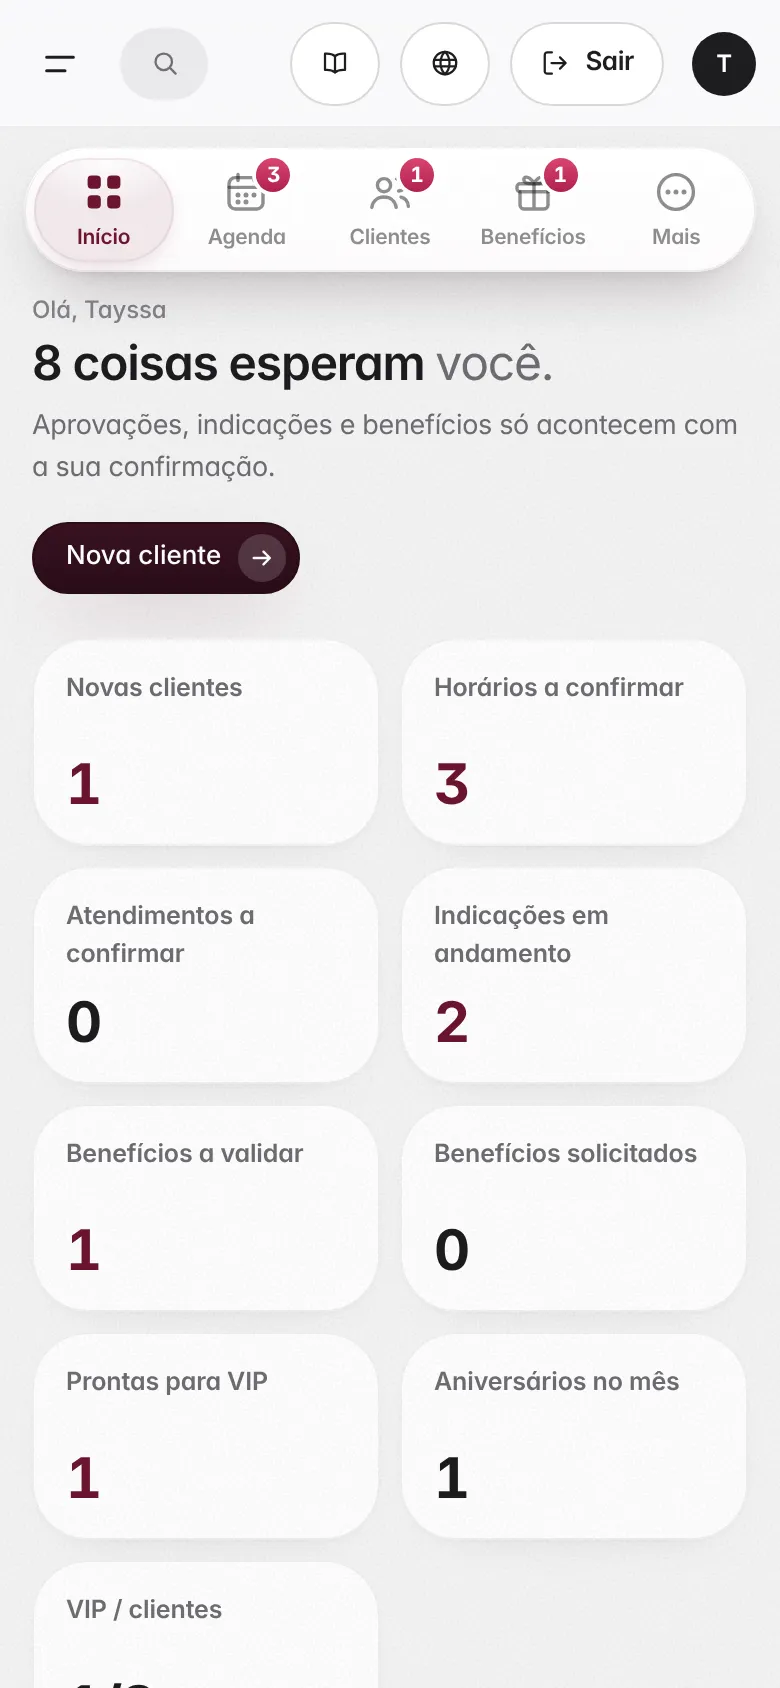 Sair
T
3
1
1
Início
Agenda
Clientes
Benefícios
Mais
Olá, Tayssa
8 coisas esperam você.
Aprovações, indicações e benefícios só acontecem com
a sua confirmação.
Nova cliente
Novas clientes
1
Horários a confirmar
3
Atendimentos a
confirmar
0
Indicações em
andamento
2
Benefícios a validar
1
Benefícios solicitados
0
Prontas para VIP
1
Aniversários no mês
1
VIP / clientes